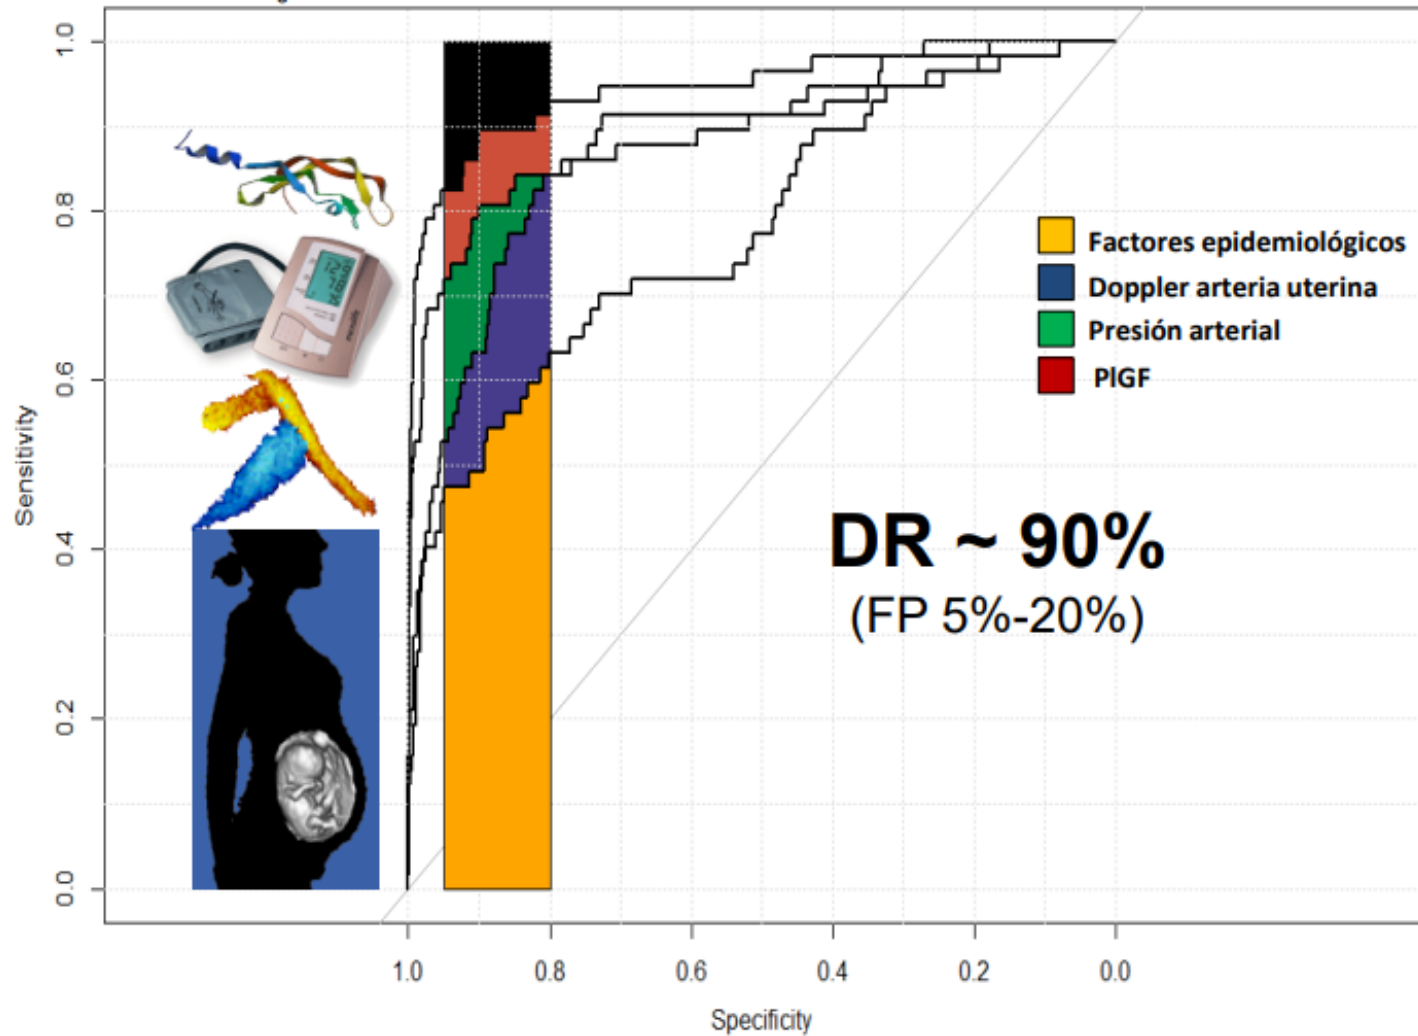 1.0
0.8
0.6
0.4
0.2
0.0
Sensitivity
Factores epidemiológicos
Doppler arteria uterina
Presión arterial
PlGF
DR ~ 90%
(FP 5%-20%)
1.0 0.8 0.6 0.4 0.2 0.0
Specificity